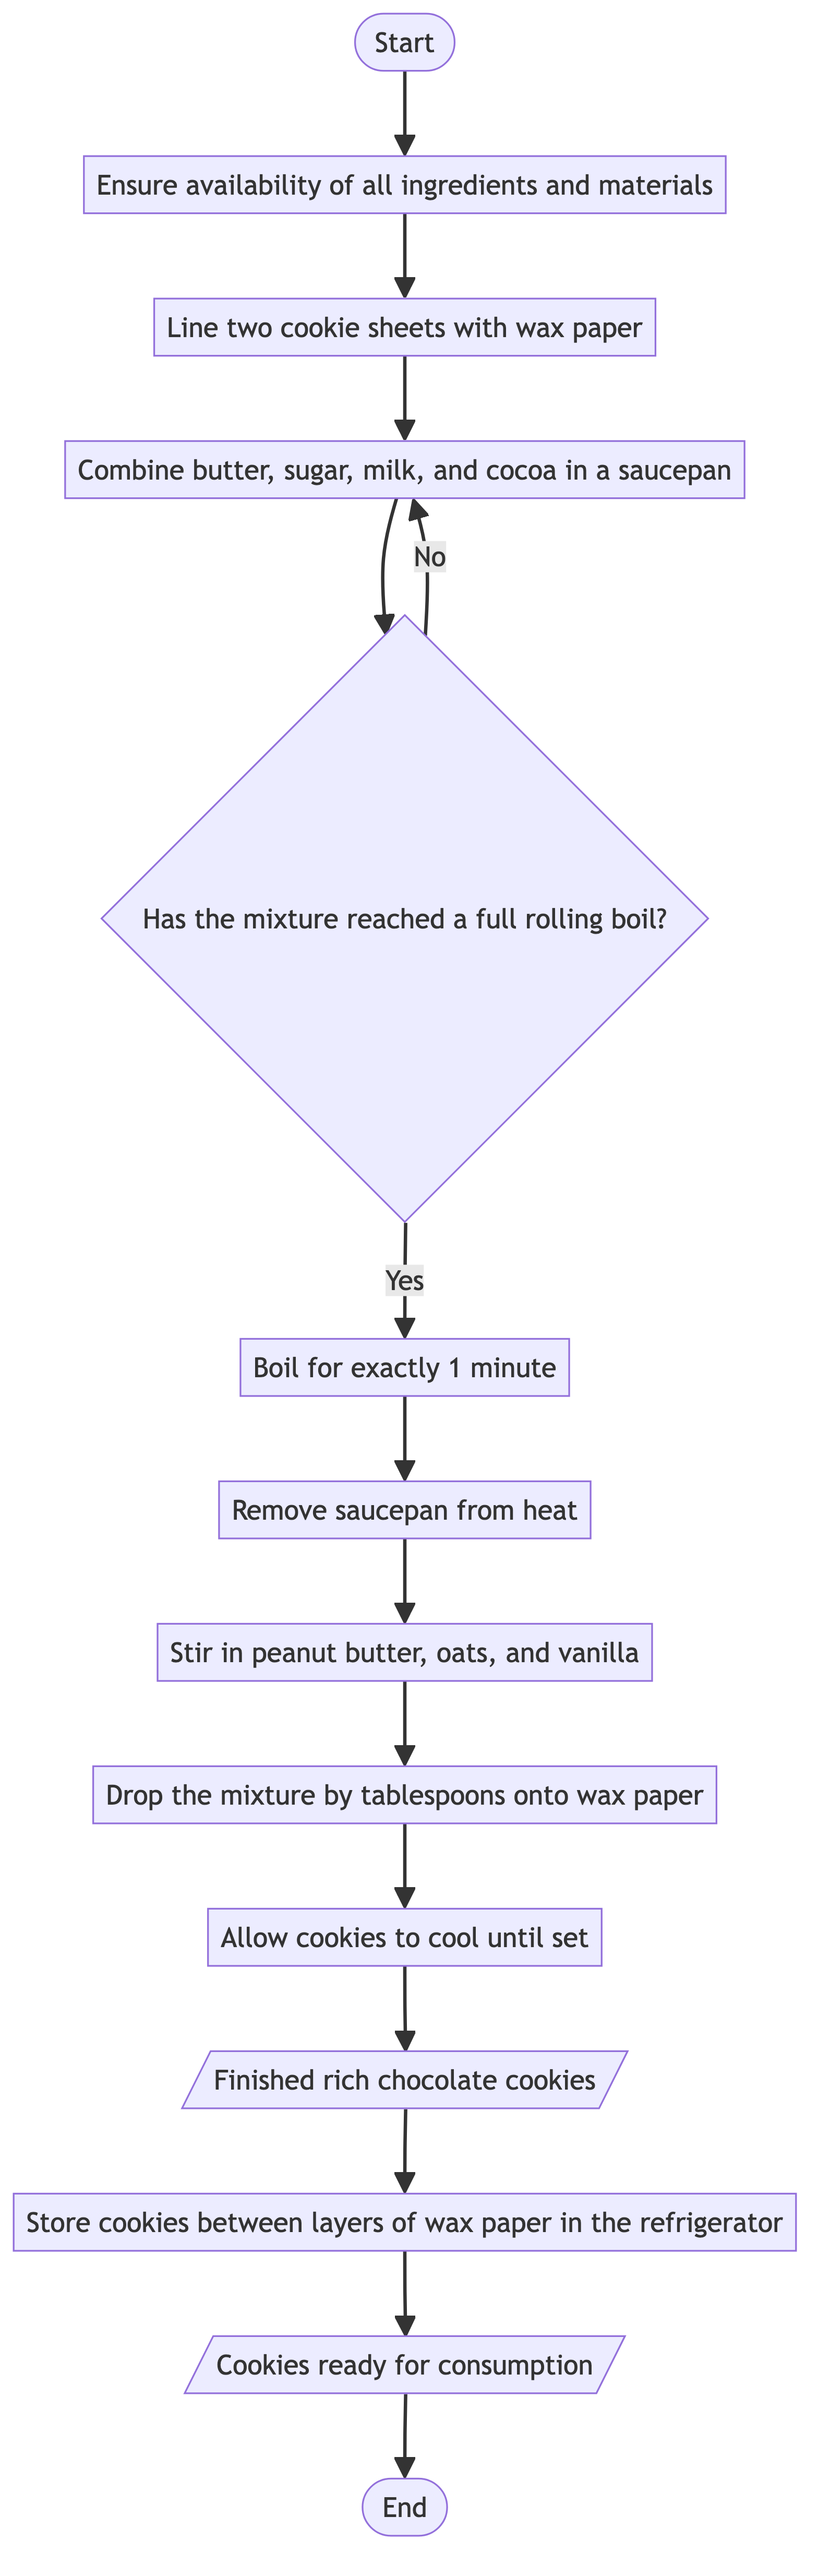 Start
Ensure availability of all ingredients and materials
Line two cookie sheets with wax paper
Combine butter, sugar, milk, and cocoa in a saucepan
No
Has the mixture reached a full rolling boil?
Yes
Boil for exactly 1 minute
Remove saucepan from heat
Stir in peanut butter, oats, and vanilla
Drop the mixture by tablespoons onto wax paper
Allow cookies to cool until set
Finished rich chocolate cookies
Store cookies between layers of wax paper in the refrigerator
Cookies ready for consumption
End